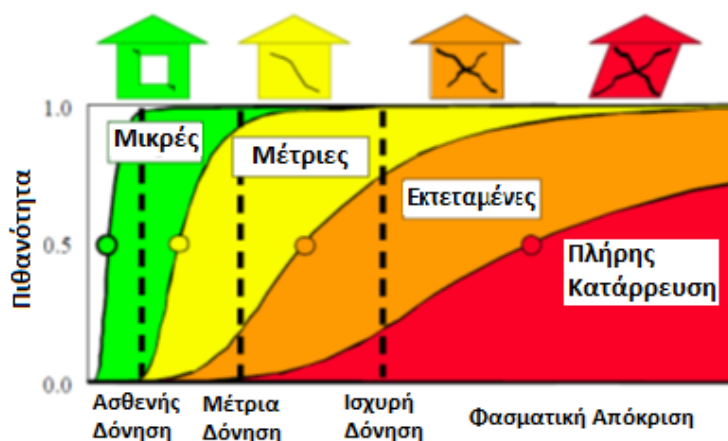 1.0
Μικρές
Μέτριες
Εκτεταμένες
Πιθανότητα
0.5
Πλήρης
Κατάρρευση
0.0
Ασθενής
Δόνηση
Μέτρια
Δόνηση
Ισχυρή
Δόνηση
Φασματική Απόκριση